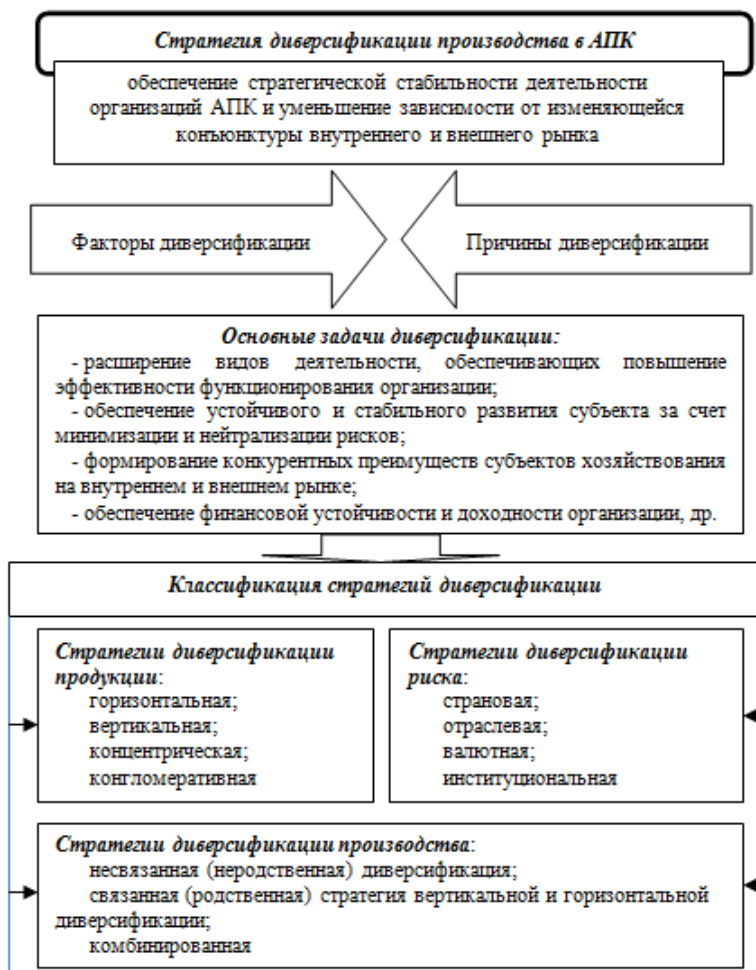 Стратегия диверсификации производства в АПК
обеспечение стратегической стабильности деятельности
организаций АПК и уменьшение зависимости от изменяющейся
конъюнктуры внутреннего и внешнего рынка
Факторы диверсификации
Причины диверсификации
Основные задачи диверсификации:
- расширение видов деятельности, обеспечивающих повышение
эффективности функционирования организации;
- обеспечение устойчивого и стабильного развития субъекта за счет
минимизации и нейтрализации рисков;
- формирование конкурентных преимуществ субъектов хозяйствования
на внутреннем и внешнем рынке;
- обеспечение финансовой устойчивости и доходности организации, др.
Классификация стратегий диверсификации
Стратегии диверсификации
продукции:
горизонтальная;
вертикальная;
концентрическая;
конгломеративная
Стратегии диверсификации
риска:
страновая;
отраслевая;
валютная;
институциональная
Стратегии диверсификации производства:
несвязанная (неродственная) диверсификация;
связанная (родственная) стратегия вертикальной и горизонтальной
диверсификации;
комбинированная